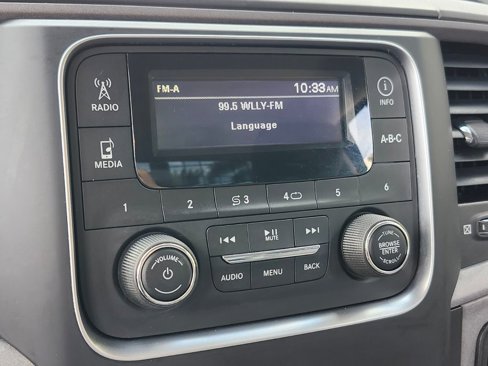 RADIO
MEDIA
FM-A 10:33AM
99.5 WLLY-FM
Language
INFO
A-B-C
1 2 3 4 5 6
MUTE
AUDIO MENU BACK
VOLUME
TUNE
BROWSE
ENTER
SCROLL